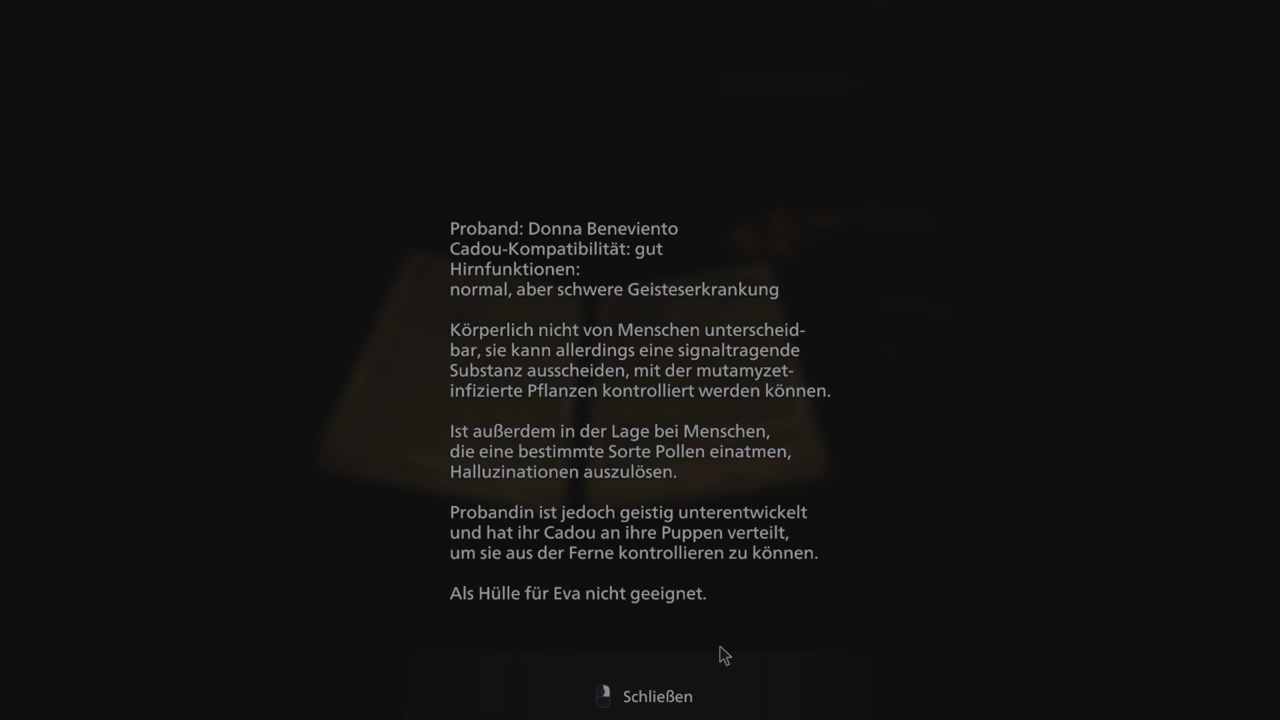 Proband: Donna Beneviento
Cadou-Kompatibilität: gut
Hirnfunktionen:
normal, aber schwere Geisteserkrankung
Körperlich nicht von Menschen unterscheid-
bar, sie kann allerdings eine signaltragende
Substanz ausscheiden, mit der mutamyzet-
infizierte Pflanzen kontrolliert werden können.
Ist außerdem in der Lage bei Menschen,
die eine bestimmte Sorte Pollen einatmen,
Halluzinationen auszulösen.
Probandin ist jedoch geistig unterentwickelt
und hat ihr Cadou an ihre Puppen verteilt,
um sie aus der Ferne kontrollieren zu können.
Als Hülle für Eva nicht geeignet.
Schließen